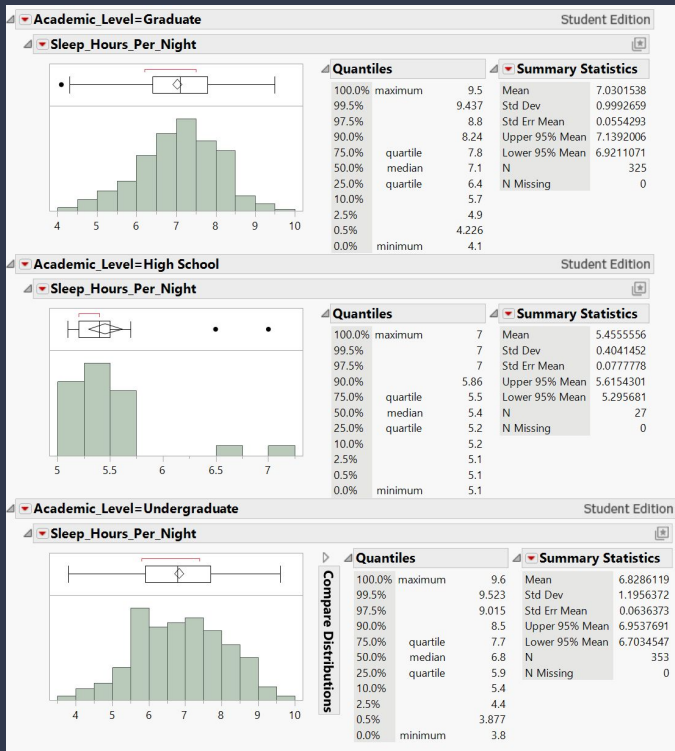 Academic_Level=Graduate Student Edition
Sleep_Hours_Per_Night
Quantiles
100.0% maximum 9.5
99.5% 9.437
97.5% 8.8
90.0% 8.24
75.0% quartile 7.8
50.0% median 7.1
25.0% quartile 6.4
10.0% 5.7
2.5% 4.9
0.5% 4.226
0.0% minimum 4.1
Summary Statistics
Mean 7.0301538
Std Dev 0.9992659
Std Err Mean 0.0554293
Upper 95% Mean 7.1392006
Lower 95% Mean 6.9211071
N 325
N Missing 0
4 5 6 7 8 9 10
Academic_Level=High School Student Edition
Sleep_Hours_Per_Night
Quantiles
100.0% maximum 7
99.5% 7
97.5% 7
90.0% 5.86
75.0% quartile 5.5
50.0% median 5.4
25.0% quartile 5.2
10.0% 5.2
2.5% 5.1
0.5% 5.1
0.0% minimum 5.1
Summary Statistics
Mean 5.4555556
Std Dev 0.4041452
Std Err Mean 0.0777778
Upper 95% Mean 5.6154301
Lower 95% Mean 5.295681
N 27
N Missing 0
5 5.5 6 6.5 7
Academic_Level=Undergraduate Student Edition
Sleep_Hours_Per_Night
Compare Distributions
Quantiles
100.0% maximum 9.6
99.5% 9.523
97.5% 9.015
90.0% 8.5
75.0% quartile 7.7
50.0% median 6.8
25.0% quartile 5.9
10.0% 5.4
2.5% 4.4
0.5% 3.877
0.0% minimum 3.8
Summary Statistics
Mean 6.8286119
Std Dev 1.1956372
Std Err Mean 0.0636373
Upper 95% Mean 6.9537691
Lower 95% Mean 6.7034547
N 353
N Missing 0
4 5 6 7 8 9 10